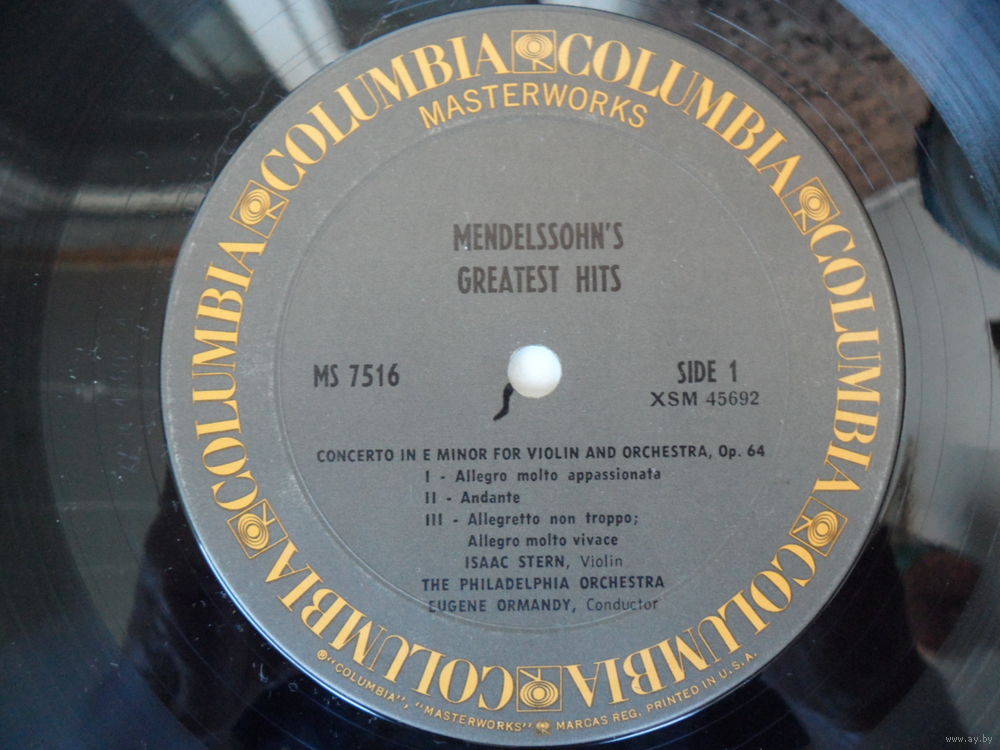 COLUMBIA COLUMBIA COLUMBIA COLUMBIA COLUMBIA COLUMBIA
MASTERWORKS
MENDELSSOHN'S
GREATEST HITS
MS 7516
SIDE 1
XSM 45692
CONCERTO IN E MINOR FOR VIOLIN AND ORCHESTRA, Op. 64
I - Allegro molto appassionata
II - Andante
III - Allegretto non troppo;
Allegro molto vivace
ISAAC STERN, Violin
THE PHILADELPHIA ORCHESTRA
EUGENE ORMANDY, Conductor
® "COLUMBIA", "MASTERWORKS" MARCAS REG. PRINTED IN U.S.A.
www.ay.by